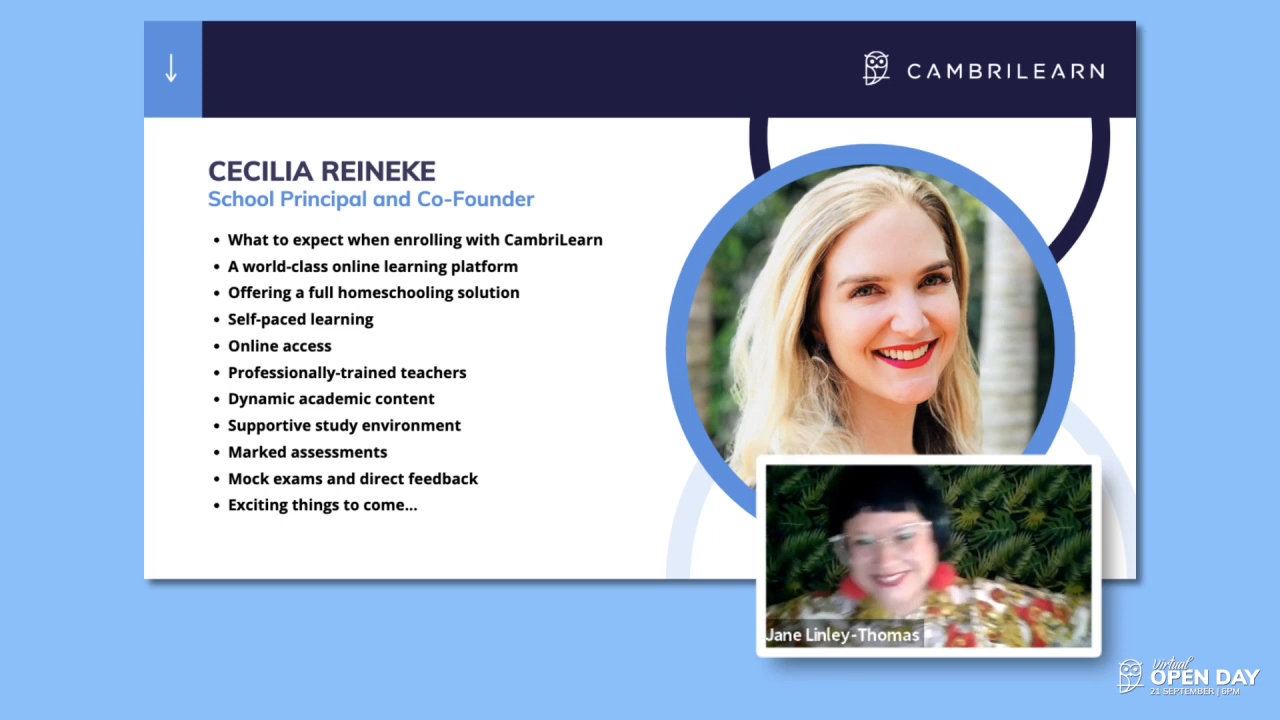 CAMBRILEARN
CECILIA REINEKE
School Principal and Co-Founder
• What to expect when enrolling with CambriLearn
• A world-class online learning platform
• Offering a full homeschooling solution
• Self-paced learning
• Online access
• Professionally-trained teachers
• Dynamic academic content
• Supportive study environment
• Marked assessments
• Mock exams and direct feedback
• Exciting things to come...
Jane Linley-Thomas
Virtual
OPEN DAY
21 SEPTEMBER | 6PM